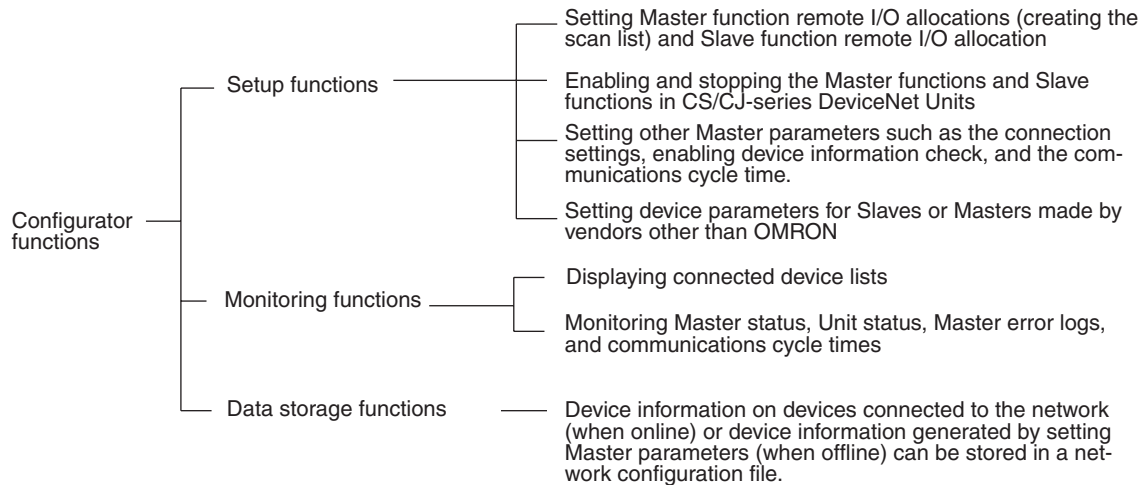 Setting Master function remote I/O allocations (creating the
scan list) and Slave function remote I/O allocation
Setup functions
Enabling and stopping the Master functions and Slave
functions in CS/CJ-series DeviceNet Units
Setting other Master parameters such as the connection
settings, enabling device information check, and the com-
munications cycle time.
Configurator
functions
Setting device parameters for Slaves or Masters made by
vendors other than OMRON
Monitoring functions
Displaying connected device lists
Monitoring Master status, Unit status, Master error logs,
and communications cycle times
Data storage functions
Device information on devices connected to the network
(when online) or device information generated by setting
Master parameters (when offline) can be stored in a net-
work configuration file.